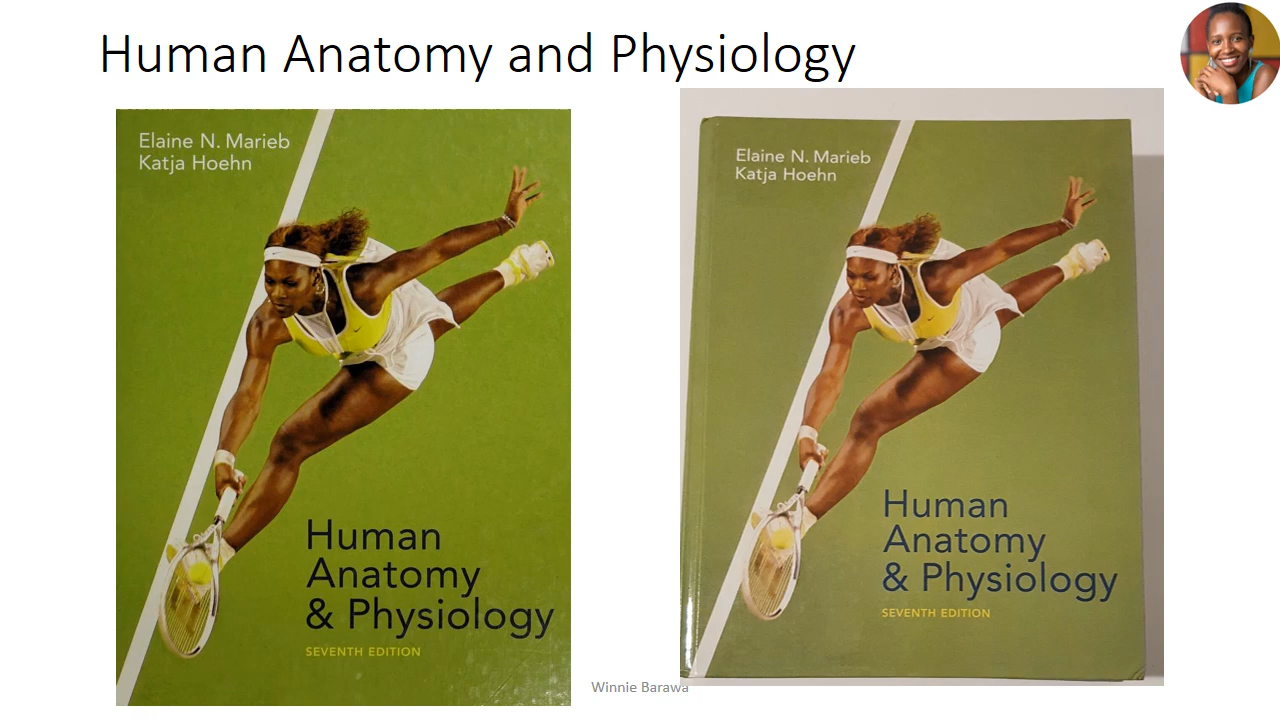 Human Anatomy and Physiology
Elaine N. Marieb
Katja Hoehn
Human
Anatomy
& Physiology
SEVENTH EDITION
Elaine N. Marieb
Katja Hoehn
Human
Anatomy
& Physiology
SEVENTH EDITION
Winnie Barawa